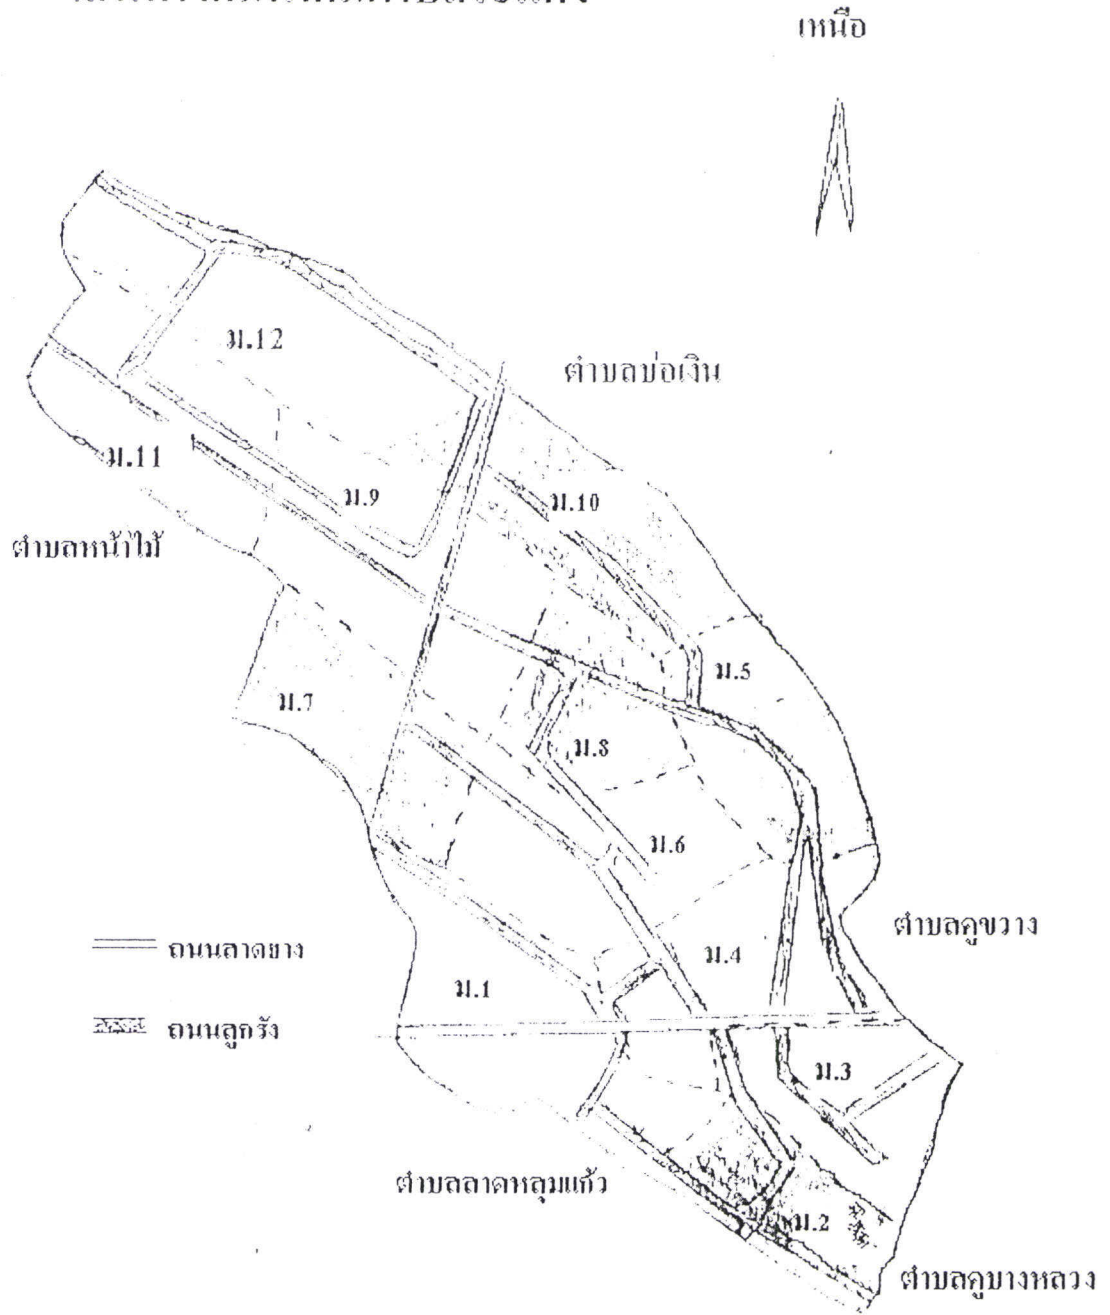 เหนือ
ม.12
ตำบลบ่อเงิน
ม.11
ม.9
ม.10
ตำบลหน้าไม้
ม.5
ม.7
ม.8
ม.6
ตำบลคูขวาง
ถนนลาดยาง
ม.4
ม.1
ถนนลูกรัง
ม.3
1
ตำบลลาดหลุมแก้ว
ม.2
ตำบลคูบางหลวง